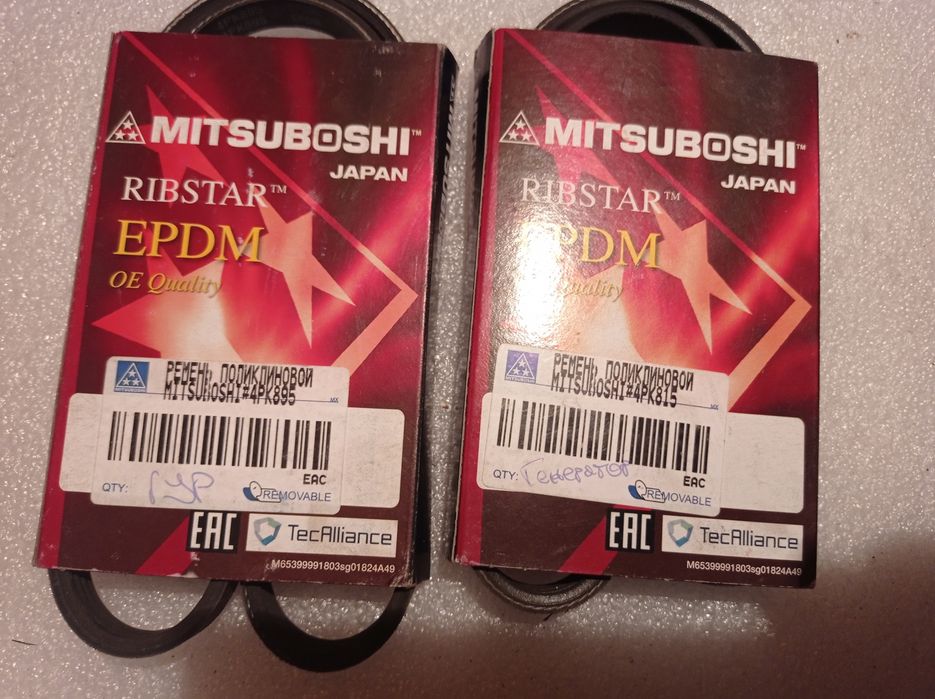 MITSUBOSHI™
JAPAN
RIBSTAR™
EPDM
OE Quality
РЕМЕНЬ ПОЛИКЛИНОВОЙ
MITSUBOSHI#4PK895
MX
EAC
QTY: ГУР
REMOVABLE
EAC TecAlliance
M65399991803sg01824A49
MITSUBOSHI™
JAPAN
RIBSTAR™
EPDM
Quality
РЕМЕНЬ ПОЛИКЛИНОВОЙ
MITSUBOSHI#4PK815
MX
EAC
QTY: Генератор
REMOVABLE
EAC TecAlliance
M65399991803sg01824A49